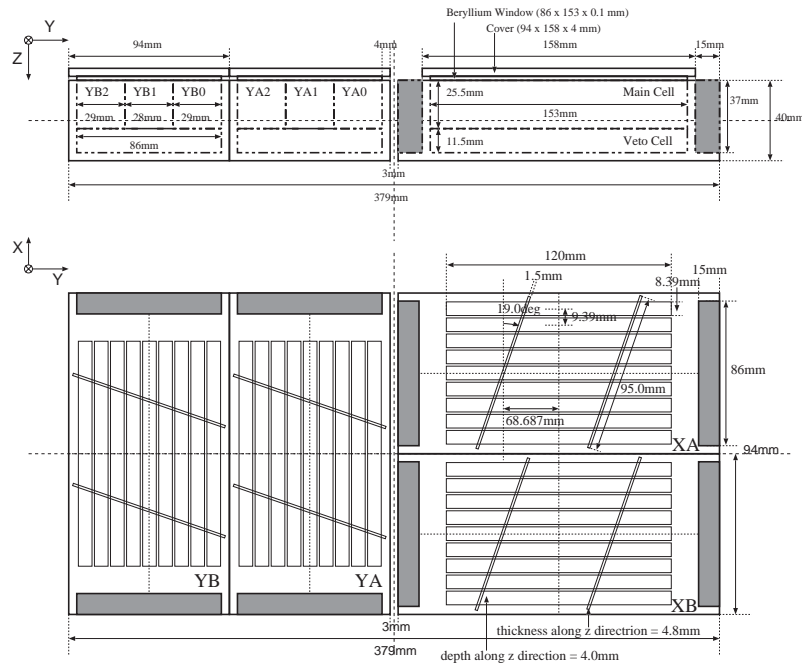 Beryllium Window (86 x 153 x 0.1 mm)
Cover (94 x 158 x 4 mm)
Y
Z
94mm
4mm
158mm
15mm
YB2 YB1 YB0 YA2 YA1 YA0
25.5mm
Main Cell
37mm
29mm 28mm 29mm
153mm
40mm
86mm
11.5mm
Veto Cell
3mm
379mm
X
Y
120mm
1.5mm
15mm
8.39mm
19.0deg
9.39mm
86mm
95.0mm
68.687mm
XA
94mm
YB
YA
XB
3mm
thickness along z directrion = 4.8mm
379mm
depth along z direction = 4.0mm